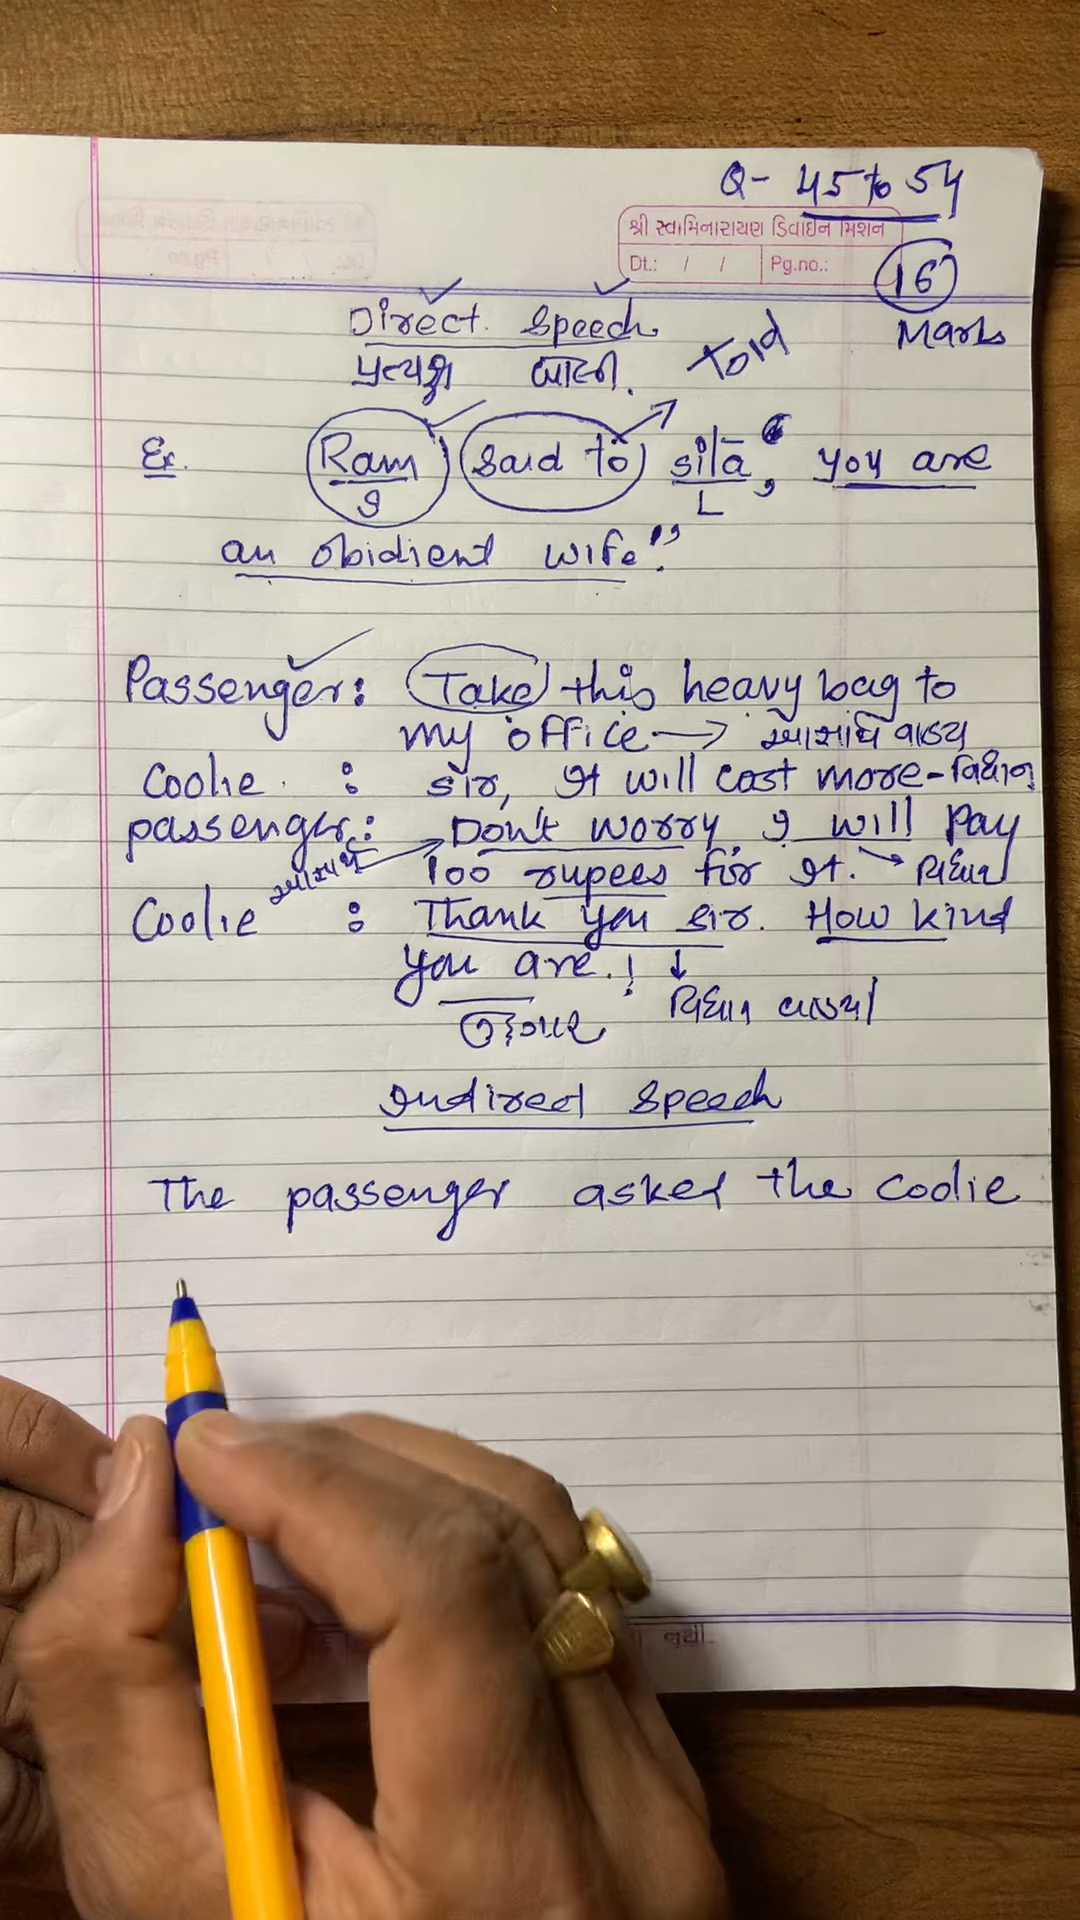 Q- 45 to 54
શ્રી સ્વામિનારાયણ ડિવાઈન મિશન
Dt.: / / Pg.no.:
16
Marks
Direct. Speech
told
Ex. Ram said to sitā, "you are
S L
an obidient wife."
Passenger: Take this heavy bag to
my office → આજ્ઞાર્થ વાક્ય
Coolie : sir, It will cost more - વિધાન
passenger: Don't worry, I will Pay
આજ્ઞાર્થ 100 rupees for It. → વિધાન
Coolie : Thank you sir. How kind
you are.! ↓
ઉદ્ગાર વિધાન વાક્ય
Indirect Speech
The passenger asked the coolie
નથી.